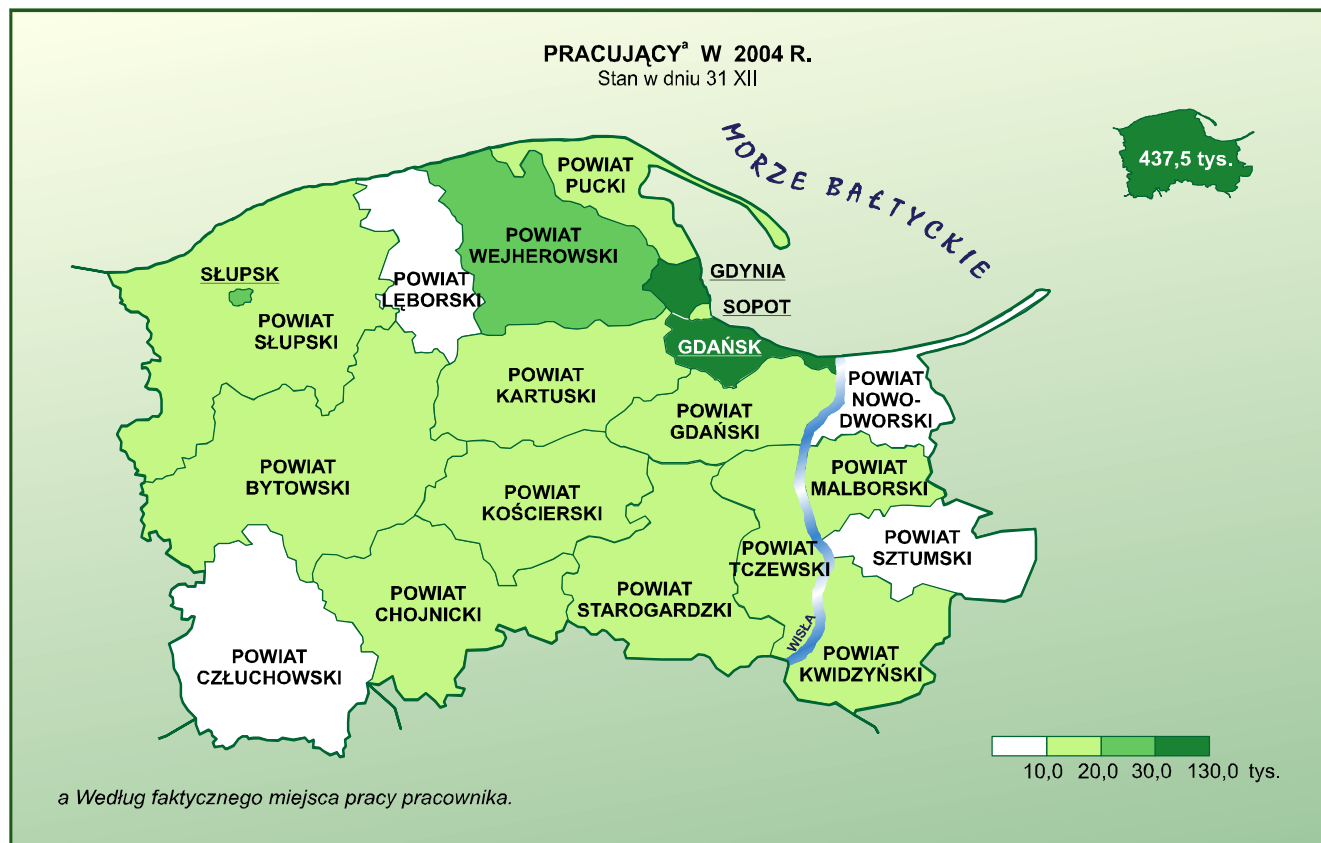 PRACUJĄCYa W 2004 R.
Stan w dniu 31 XII
MORZE BAŁTYCKIE
437,5 tys.
POWIAT
PUCKI
POWIAT
WEJHEROWSKI
SŁUPSK
POWIAT
LĘBORSKI
GDYNIA
SOPOT
POWIAT
SŁUPSKI
GDAŃSK
POWIAT
KARTUSKI
POWIAT
NOWO-
DWORSKI
POWIAT
GDAŃSKI
POWIAT
BYTOWSKI
POWIAT
MALBORSKI
POWIAT
KOŚCIERSKI
POWIAT
SZTUMSKI
POWIAT
TCZEWSKI
POWIAT
CHOJNICKI
POWIAT
STAROGARDZKI
WISŁA
POWIAT
CZŁUCHOWSKI
POWIAT
KWIDZYŃSKI
10,0 20,0 30,0 130,0 tys.
a Według faktycznego miejsca pracy pracownika.